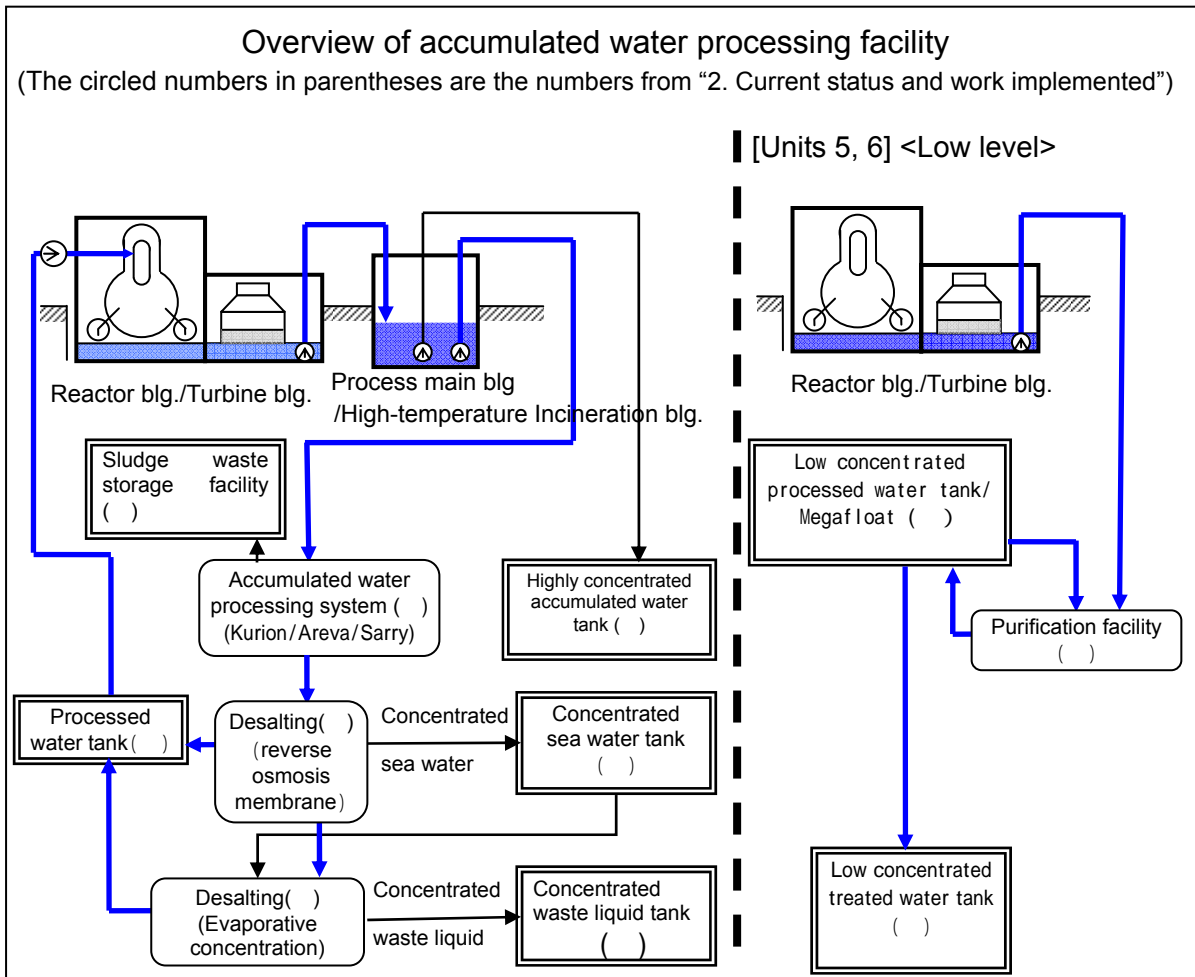 Overview of accumulated water processing facility
(The circled numbers in parentheses are the numbers from “2. Current status and work implemented”)
[Units 5, 6] <Low level>
Reactor blg./Turbine blg.
Process main blg
/High-temperature Incineration blg.
Reactor blg./Turbine blg.
Sludge waste
storage facility
(  )
Low concentrated
processed water tank/
Megafloat (  )
Accumulated water
processing system (  )
(Kurion/Areva/Sarry)
Highly concentrated
accumulated water
tank (  )
Purification facility
(  )
Processed
water tank(  )
Desalting(  )
(reverse
osmosis
membrane)
Concentrated
sea water
Concentrated
sea water tank
(  )
Desalting(  )
(Evaporative
concentration)
Concentrated
waste liquid
Concentrated
waste liquid tank
(  )
Low concentrated
treated water tank
(  )